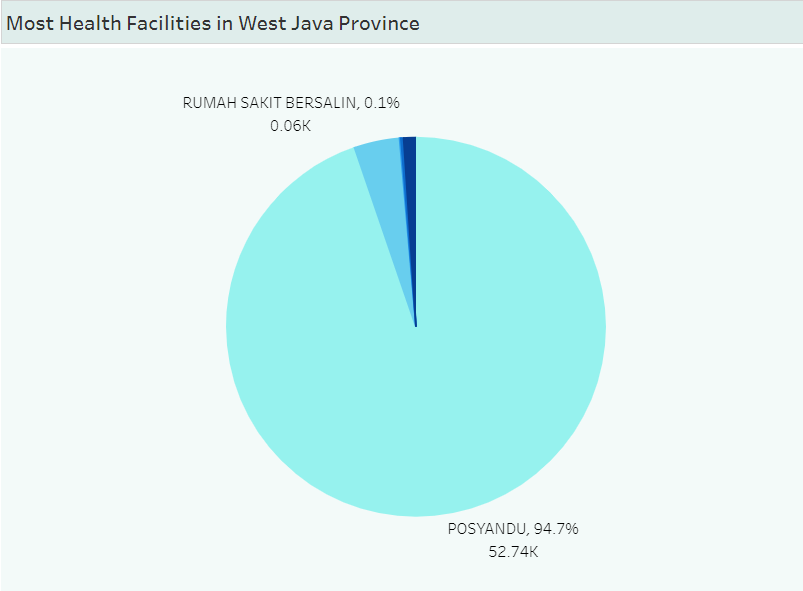 Most Health Facilities in West Java Province
RUMAH SAKIT BERSALIN, 0.1%
0.06K
POSYANDU, 94.7%
52.74K